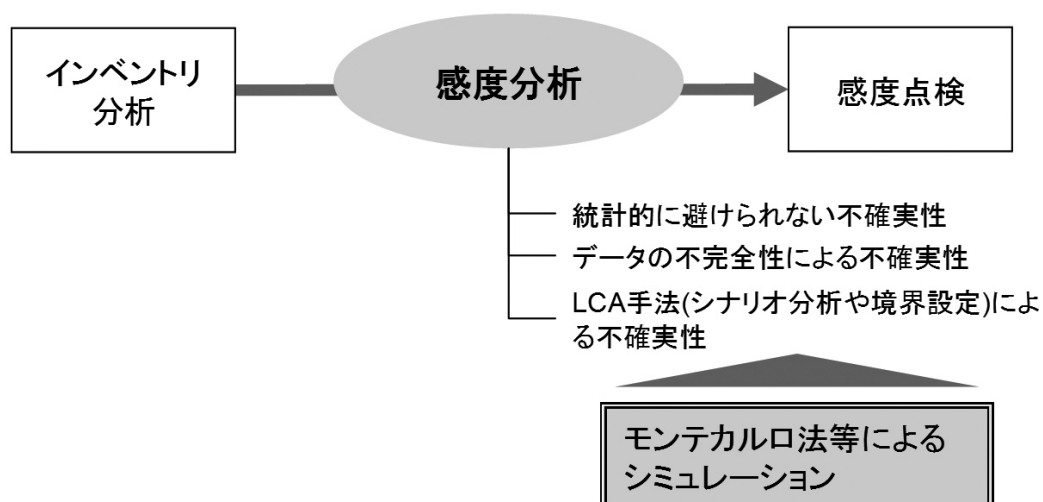 インベントリ
分析
感度分析
感度点検
統計的に避けられない不確実性
データの不完全性による不確実性
LCA手法(シナリオ分析や境界設定)によ
る不確実性
モンテカルロ法等による
シミュレーション